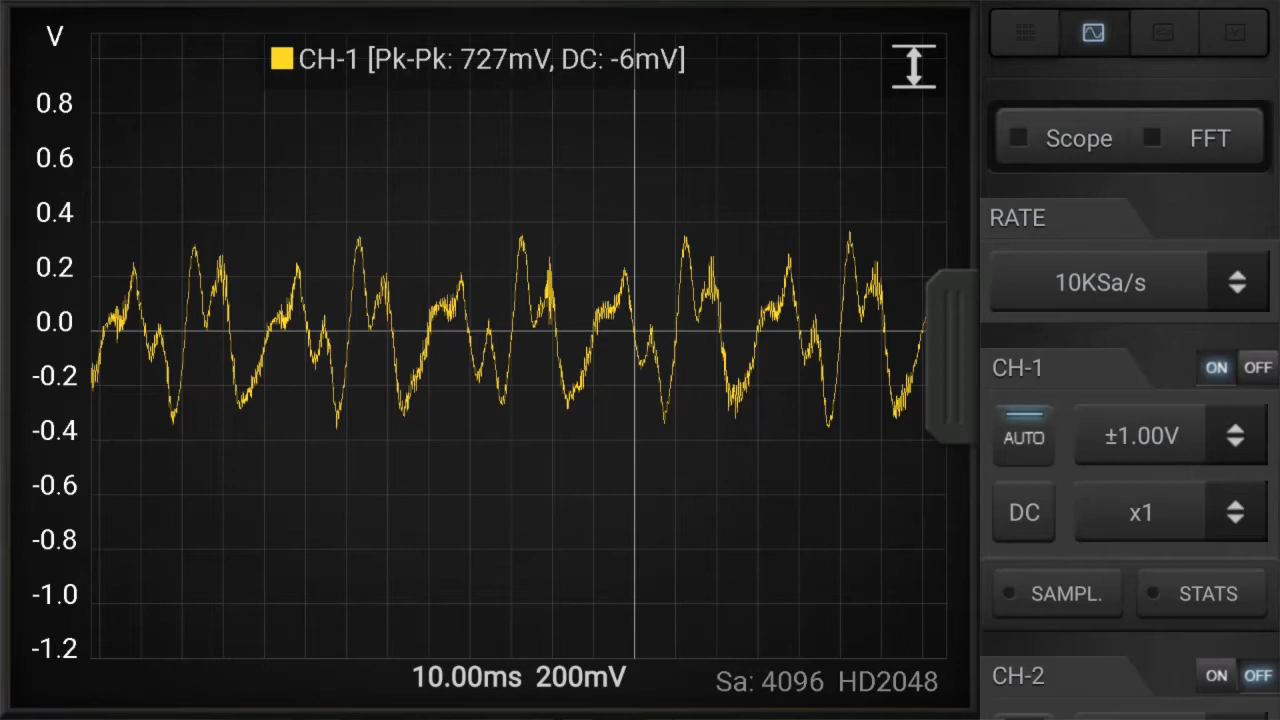 V
CH-1 [Pk-Pk: 727mV, DC: -6mV]
0.8
0.6
0.4
0.2
0.0
-0.2
-0.4
-0.6
-0.8
-1.0
-1.2
10.00ms 200mV
Sa: 4096 HD2048
Scope FFT
RATE
10KSa/s
CH-1 ON OFF
AUTO ±1.00V
DC x1
SAMPL. STATS
CH-2 ON OFF